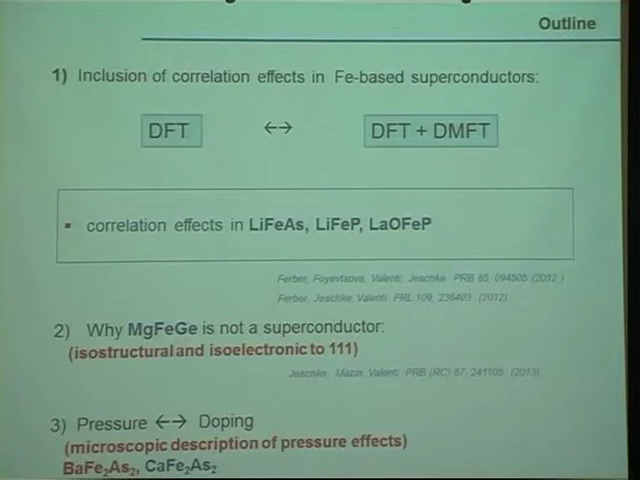 Outline
1) Inclusion of correlation effects in Fe-based superconductors:
DFT ↔ DFT + DMFT
▪ correlation effects in LiFeAs, LiFeP, LaOFeP
Ferber, Foyevtsova, Valenti, Jeschke PRB 85, 094505 (2012)
Ferber, Jeschke, Valenti PRL 109, 236403 (2012)
2) Why MgFeGe is not a superconductor:
(isostructural and isoelectronic to 111)
Jeschke, Mazin, Valenti PRB (RC) 87, 241105 (2013)
3) Pressure ↔ Doping
(microscopic description of pressure effects)
BaFe₂As₂, CaFe₂As₂